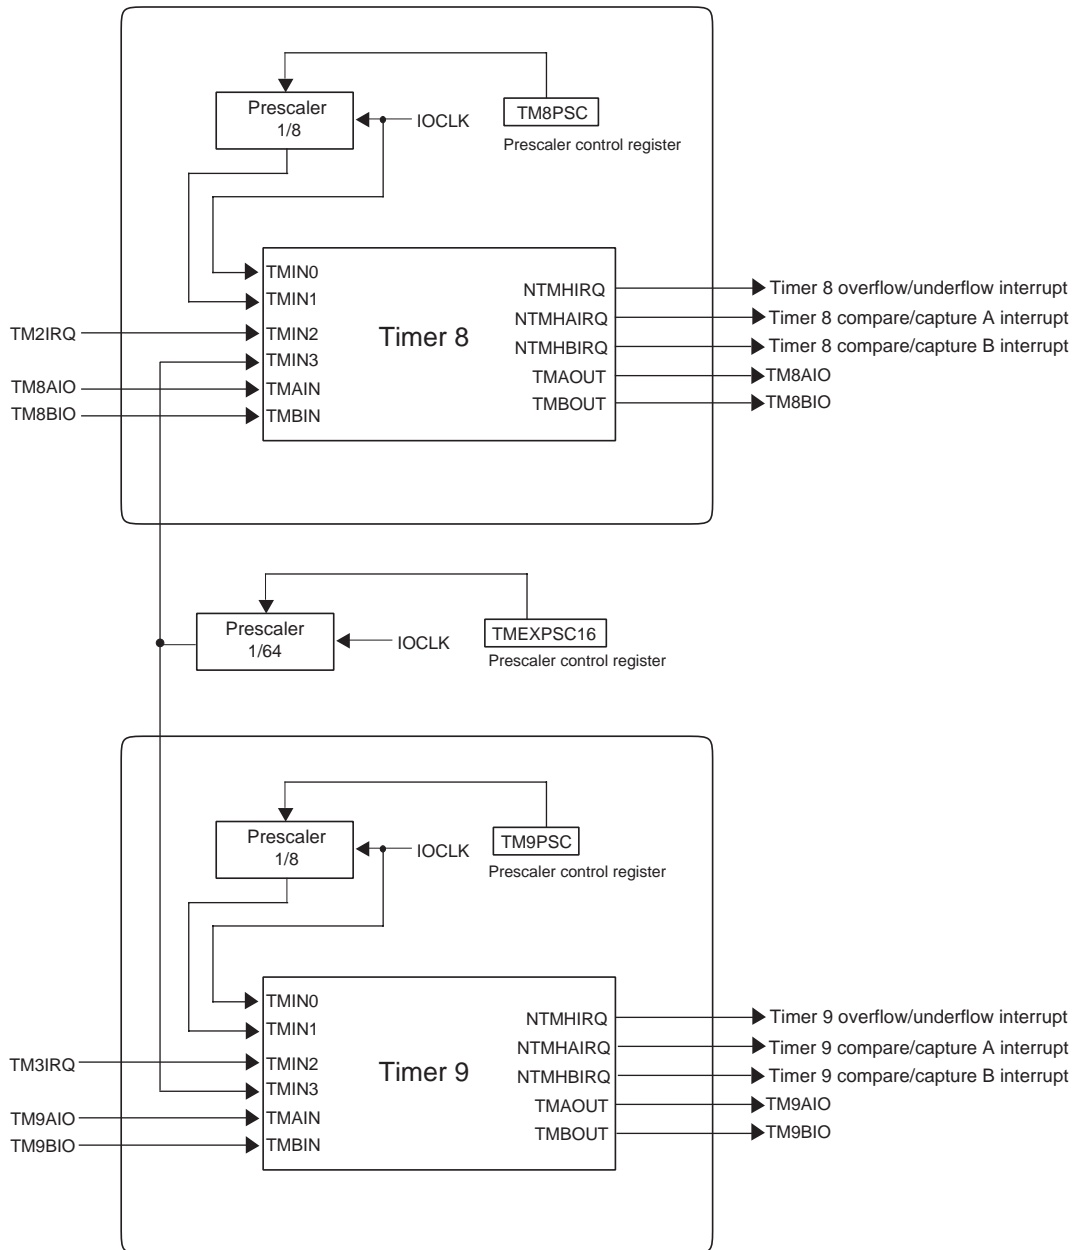 Prescaler
1/8
IOCLK
TM8PSC
Prescaler control register
TMIN0
TMIN1
TM2IRQ
TMIN2
TMIN3
TM8AIO
TMAIN
TM8BIO
TMBIN
Timer 8
NTMHIRQ
Timer 8 overflow/underflow interrupt
NTMHAIRQ
Timer 8 compare/capture A interrupt
NTMHBIRQ
Timer 8 compare/capture B interrupt
TMAOUT
TM8AIO
TMBOUT
TM8BIO
Prescaler
1/64
IOCLK
TMEXPSC16
Prescaler control register
Prescaler
1/8
IOCLK
TM9PSC
Prescaler control register
TMIN0
TMIN1
TM3IRQ
TMIN2
TMIN3
TM9AIO
TMAIN
TM9BIO
TMBIN
Timer 9
NTMHIRQ
Timer 9 overflow/underflow interrupt
NTMHAIRQ
Timer 9 compare/capture A interrupt
NTMHBIRQ
Timer 9 compare/capture B interrupt
TMAOUT
TM9AIO
TMBOUT
TM9BIO